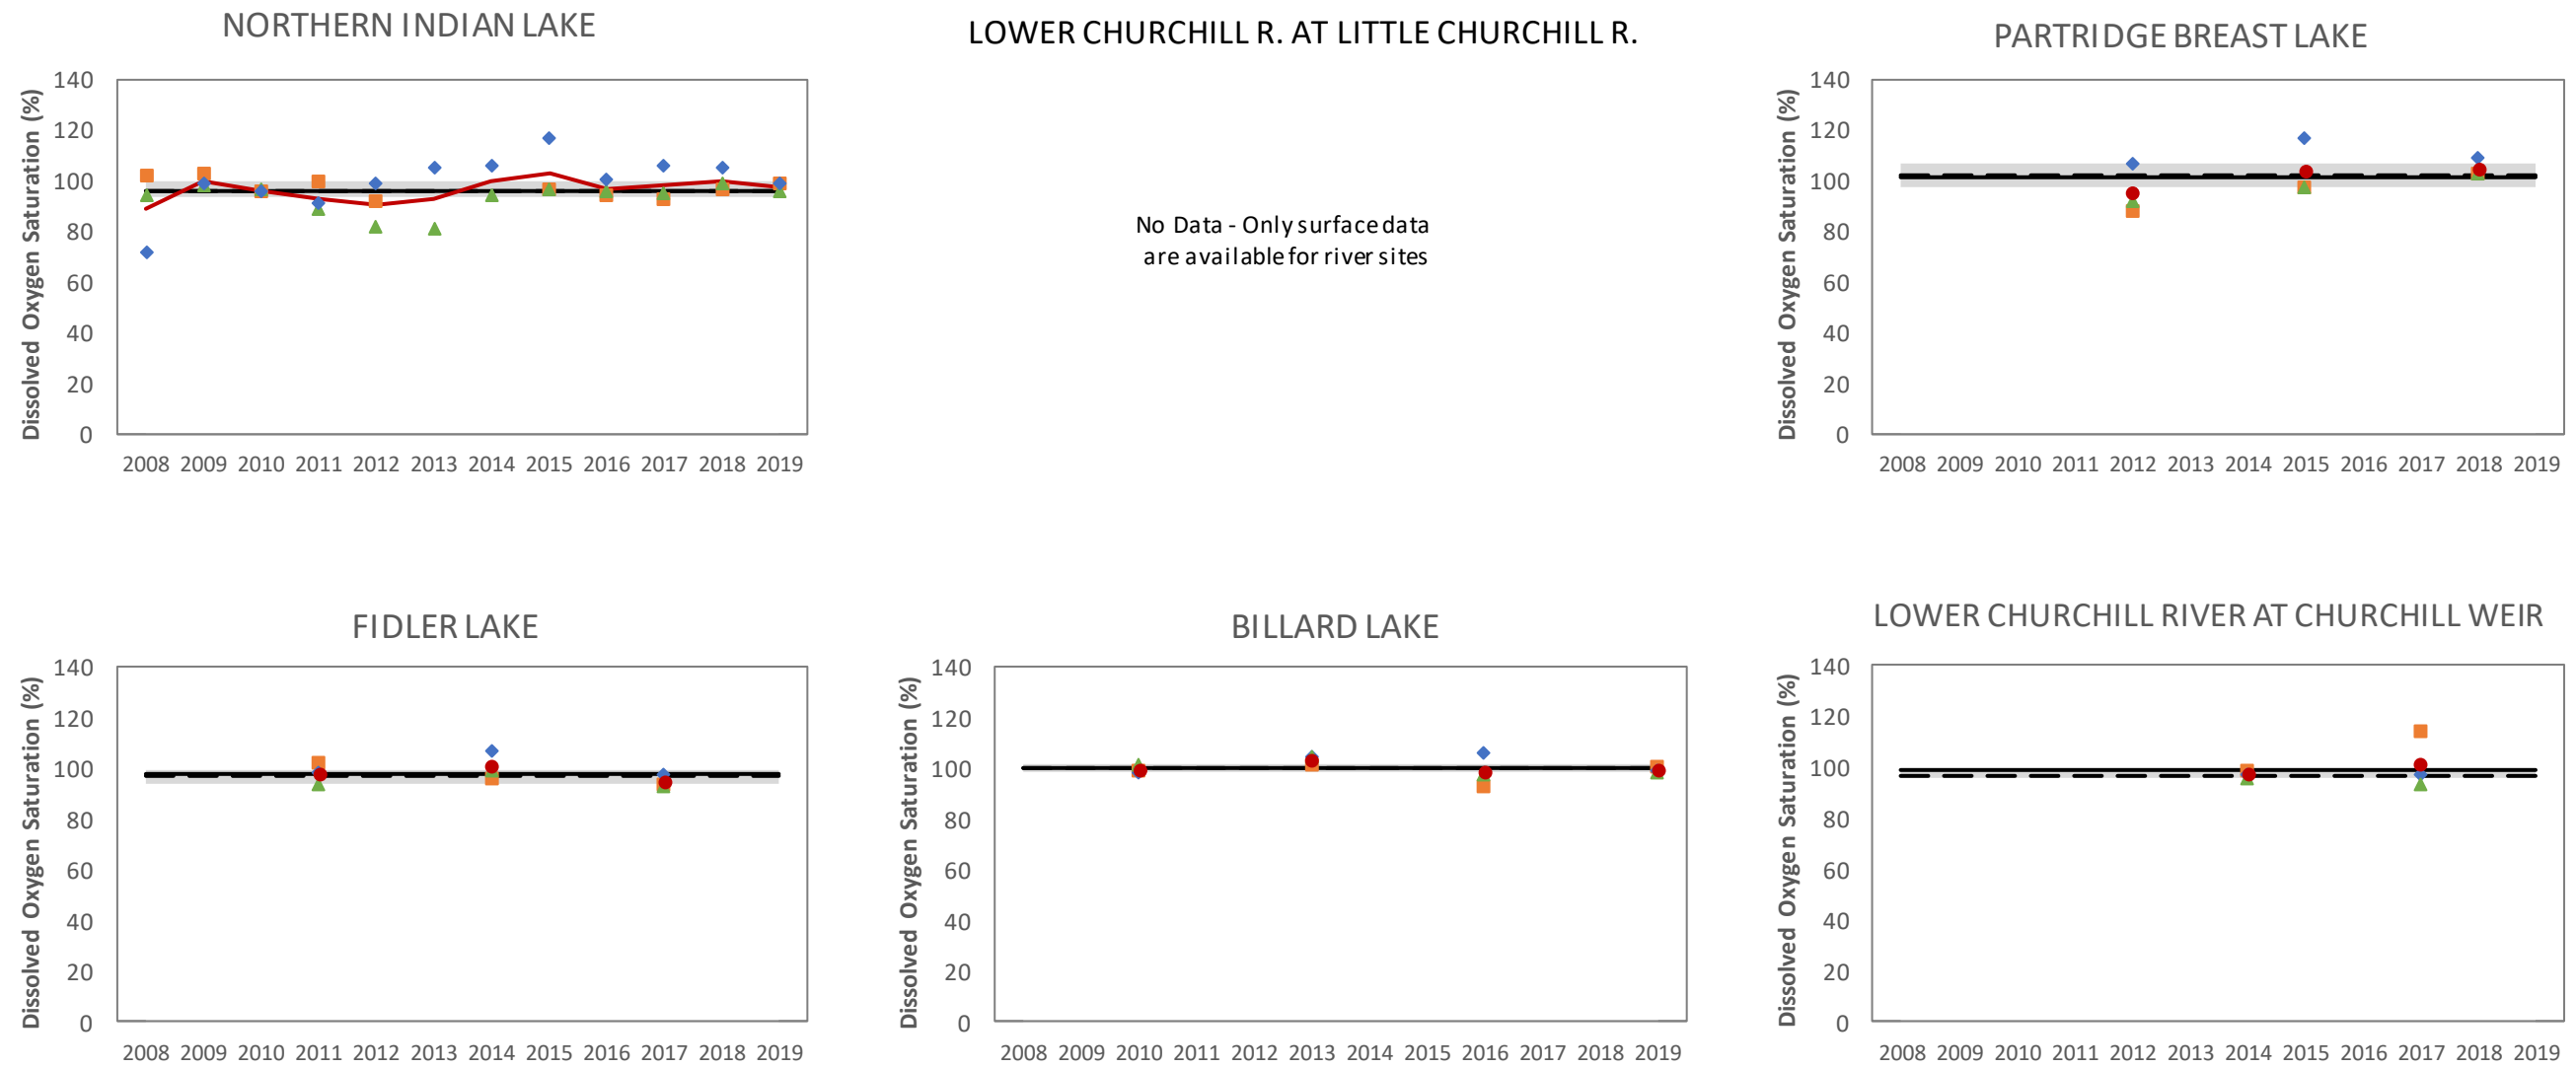 NORTHERN INDIAN LAKE
Dissolved Oxygen Saturation (%)
140
120
100
80
60
40
20
0
2008 2009 2010 2011 2012 2013 2014 2015 2016 2017 2018 2019
LOWER CHURCHILL R. AT LITTLE CHURCHILL R.
No Data - Only surface data
are available for river sites
PARTRIDGE BREAST LAKE
Dissolved Oxygen Saturation (%)
140
120
100
80
60
40
20
0
2008 2009 2010 2011 2012 2013 2014 2015 2016 2017 2018 2019
FIDLER LAKE
Dissolved Oxygen Saturation (%)
140
120
100
80
60
40
20
0
2008 2009 2010 2011 2012 2013 2014 2015 2016 2017 2018 2019
BILLARD LAKE
Dissolved Oxygen Saturation (%)
140
120
100
80
60
40
20
0
2008 2009 2010 2011 2012 2013 2014 2015 2016 2017 2018 2019
LOWER CHURCHILL RIVER AT CHURCHILL WEIR
Dissolved Oxygen Saturation (%)
140
120
100
80
60
40
20
0
2008 2009 2010 2011 2012 2013 2014 2015 2016 2017 2018 2019